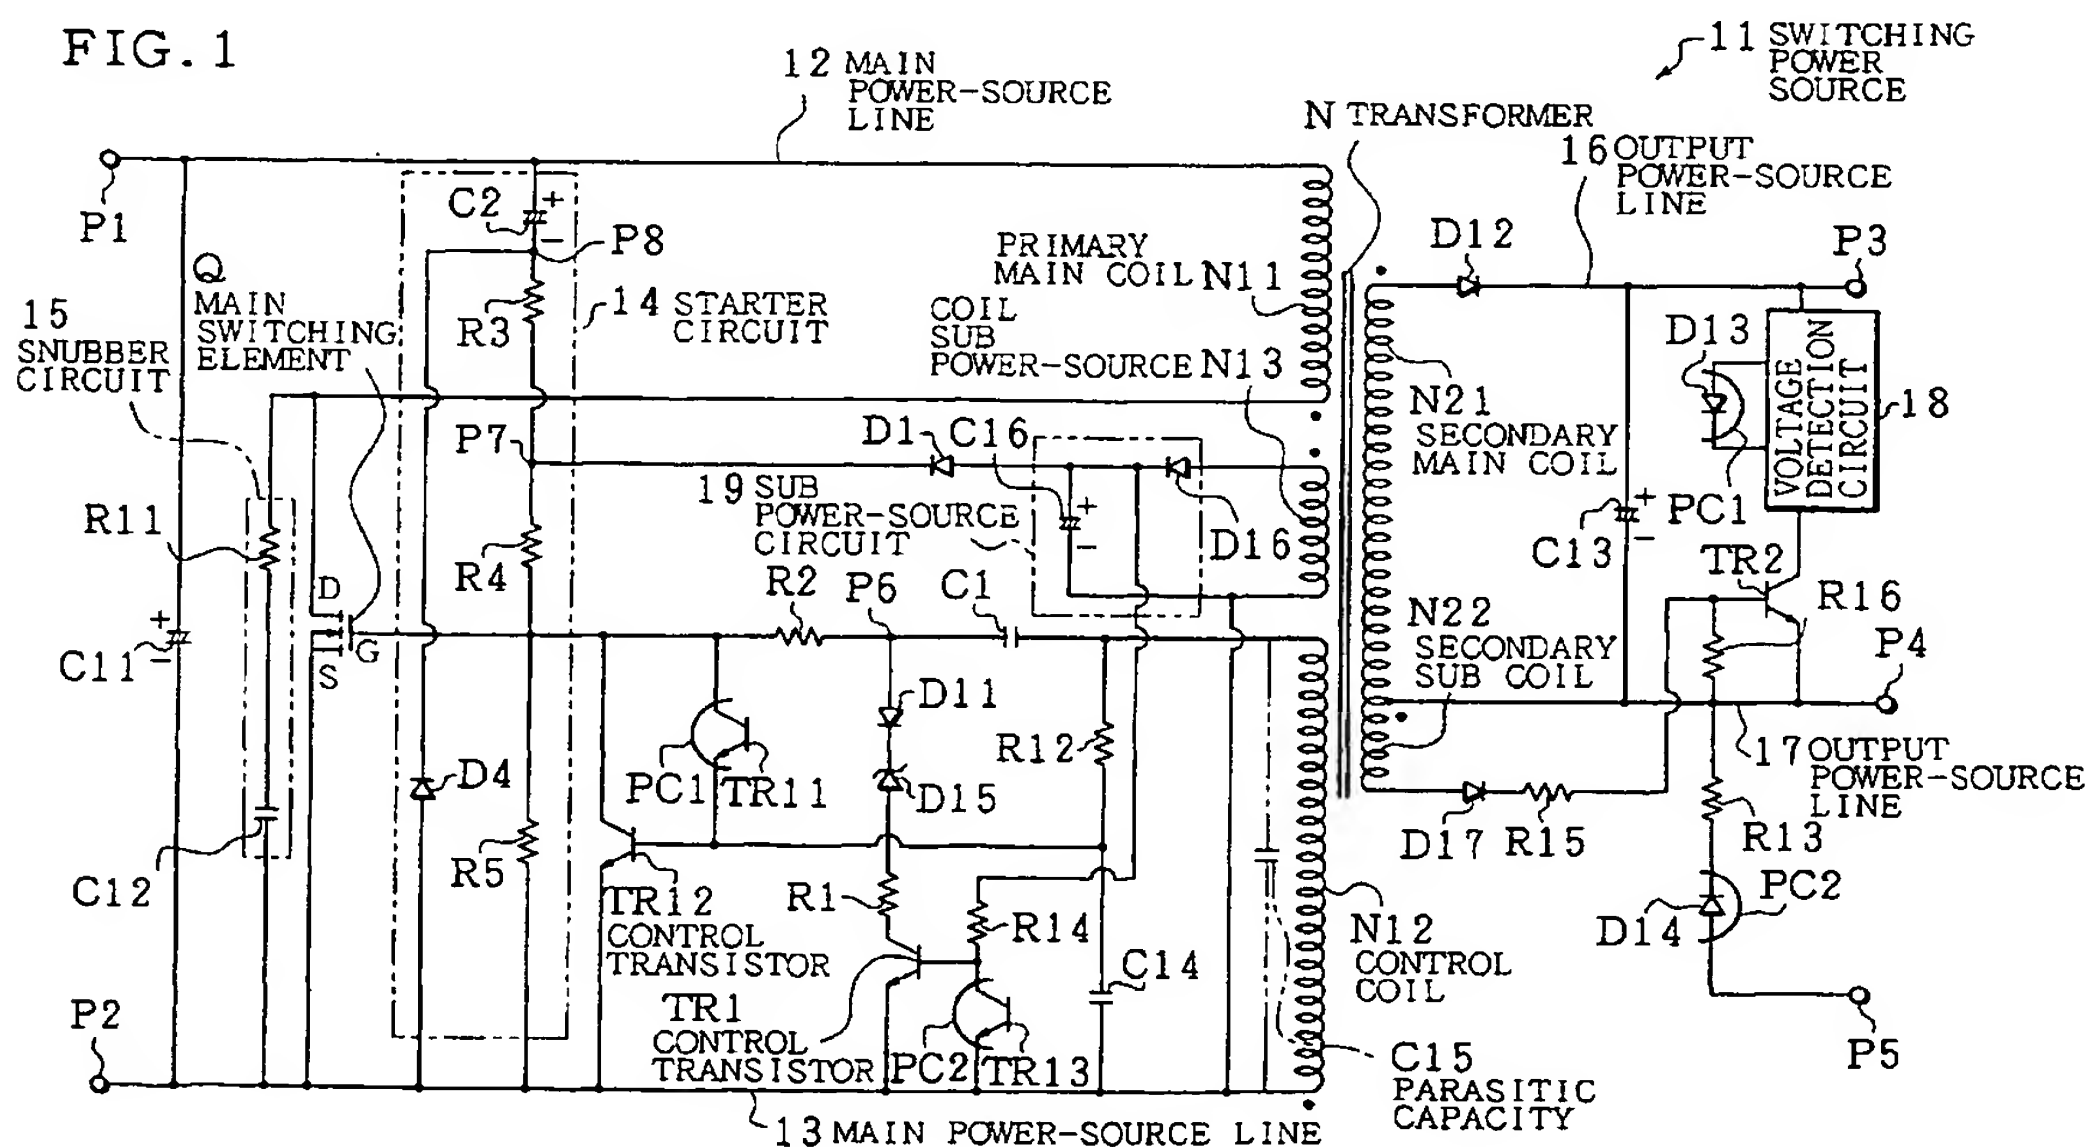 FIG.1
11 SWITCHING
POWER
SOURCE
12 MAIN
POWER-SOURCE
LINE
N TRANSFORMER
16 OUTPUT
POWER-SOURCE
LINE
P1
C2
+
-
P8
R3
14 STARTER
CIRCUIT
Q
MAIN
SWITCHING
ELEMENT
15
SNUBBER
CIRCUIT
PRIMARY
MAIN COIL N11
COIL
SUB
POWER-SOURCE N13
D12
P3
D13
VOLTAGE
DETECTION
CIRCUIT
18
PC1
N21
SECONDARY
MAIN COIL
P7
D1
C16
+
-
19 SUB
POWER-SOURCE
CIRCUIT
D16
R11
R4
R2
P6
C1
C13
+
-
TR2
R16
N22
SECONDARY
SUB COIL
P4
D
G
S
C11
+
-
D11
R12
D15
PC1
TR11
D4
17 OUTPUT
POWER-SOURCE
LINE
D17
R15
R13
C12
R5
TR12
CONTROL
TRANSISTOR
R1
R14
C14
N12
CONTROL
COIL
PC2
D14
P5
P2
TR1
CONTROL
TRANSISTOR
PC2
TR13
C15
PARASITIC
CAPACITY
13 MAIN POWER-SOURCE LINE